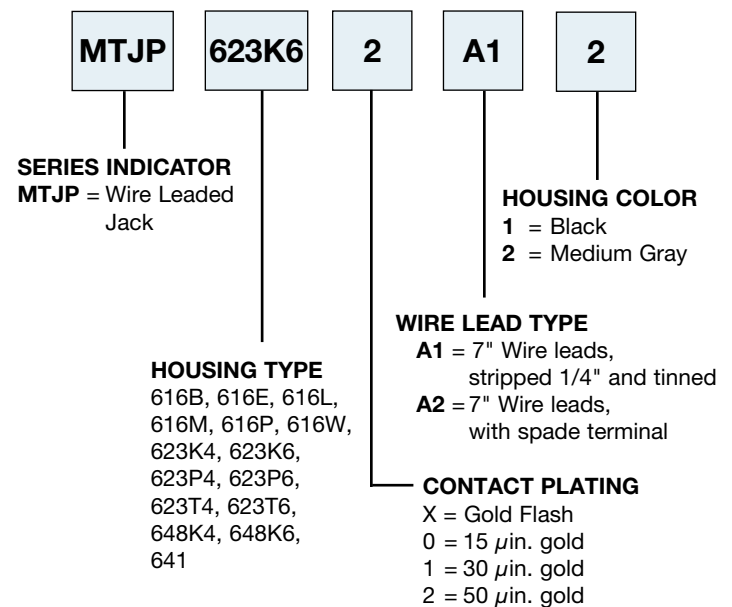 MTJP 623K6 2 A1 2
SERIES INDICATOR
MTJP = Wire Leaded
Jack
HOUSING COLOR
1 = Black
2 = Medium Gray
WIRE LEAD TYPE
A1 = 7" Wire leads,
stripped 1/4" and tinned
A2 = 7" Wire leads,
with spade terminal
HOUSING TYPE
616B, 616E, 616L,
616M, 616P, 616W,
623K4, 623K6,
623P4, 623P6,
623T4, 623T6,
648K4, 648K6,
641
CONTACT PLATING
X = Gold Flash
0 = 15 µin. gold
1 = 30 µin. gold
2 = 50 µin. gold